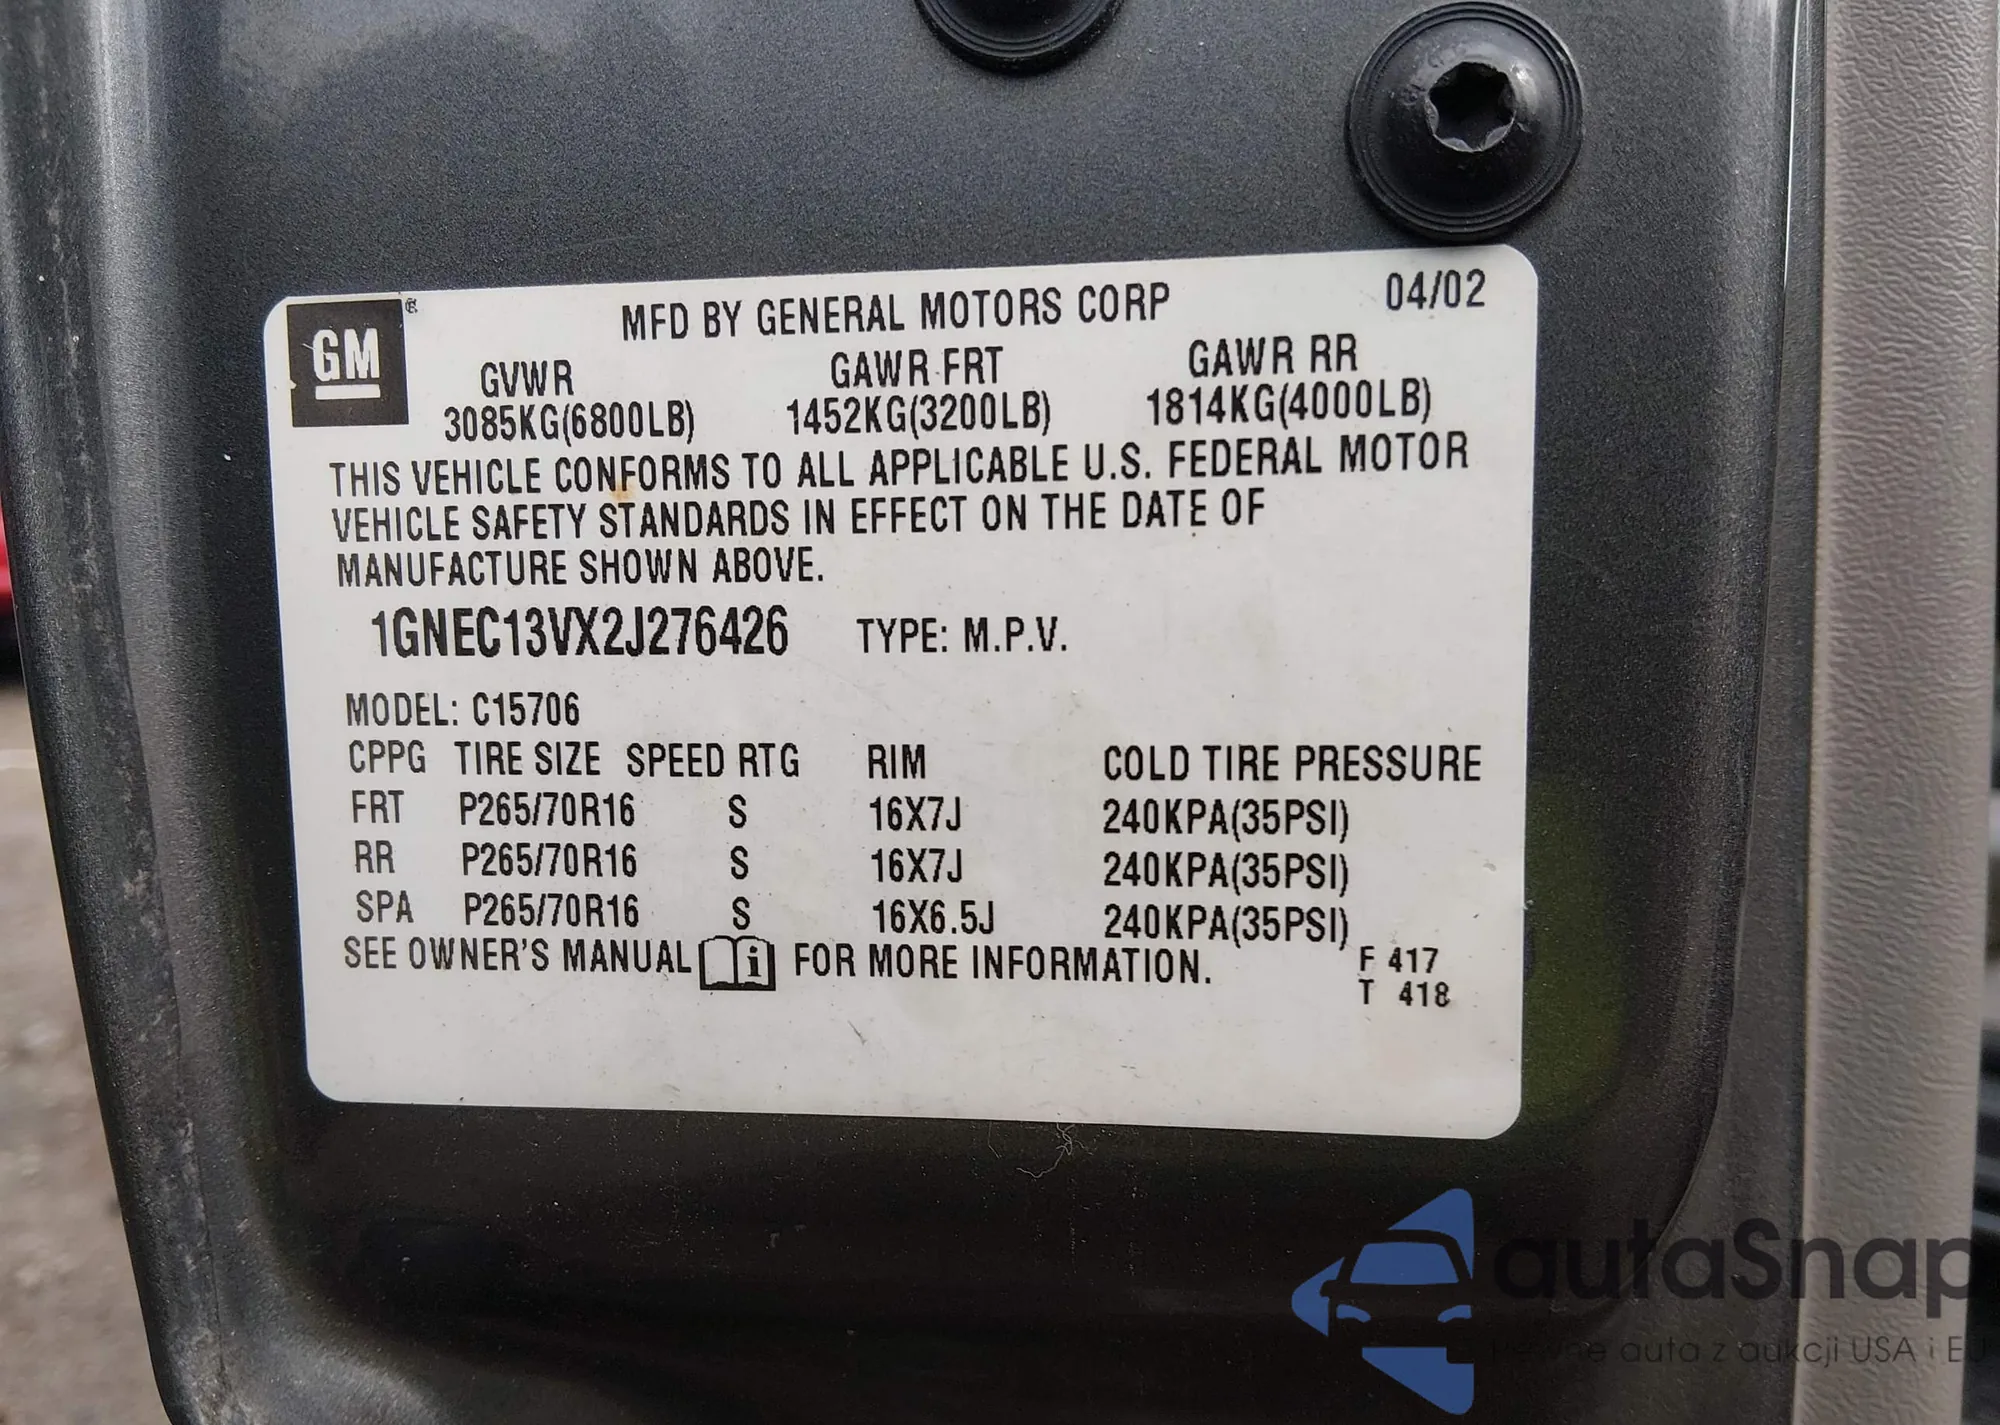 GM
MFD BY GENERAL MOTORS CORP 04/02
GVWR GAWR FRT GAWR RR
3085KG(6800LB) 1452KG(3200LB) 1814KG(4000LB)
THIS VEHICLE CONFORMS TO ALL APPLICABLE U.S. FEDERAL MOTOR
VEHICLE SAFETY STANDARDS IN EFFECT ON THE DATE OF
MANUFACTURE SHOWN ABOVE.
1GNEC13VX2J276426 TYPE: M.P.V.
MODEL: C15706
CPPG TIRE SIZE SPEED RTG RIM COLD TIRE PRESSURE
FRT P265/70R16 S 16X7J 240KPA(35PSI)
RR P265/70R16 S 16X7J 240KPA(35PSI)
SPA P265/70R16 S 16X6.5J 240KPA(35PSI)
SEE OWNER'S MANUAL i FOR MORE INFORMATION.
F 417
T 418
autaSnap
auta z aukcji USA i EU